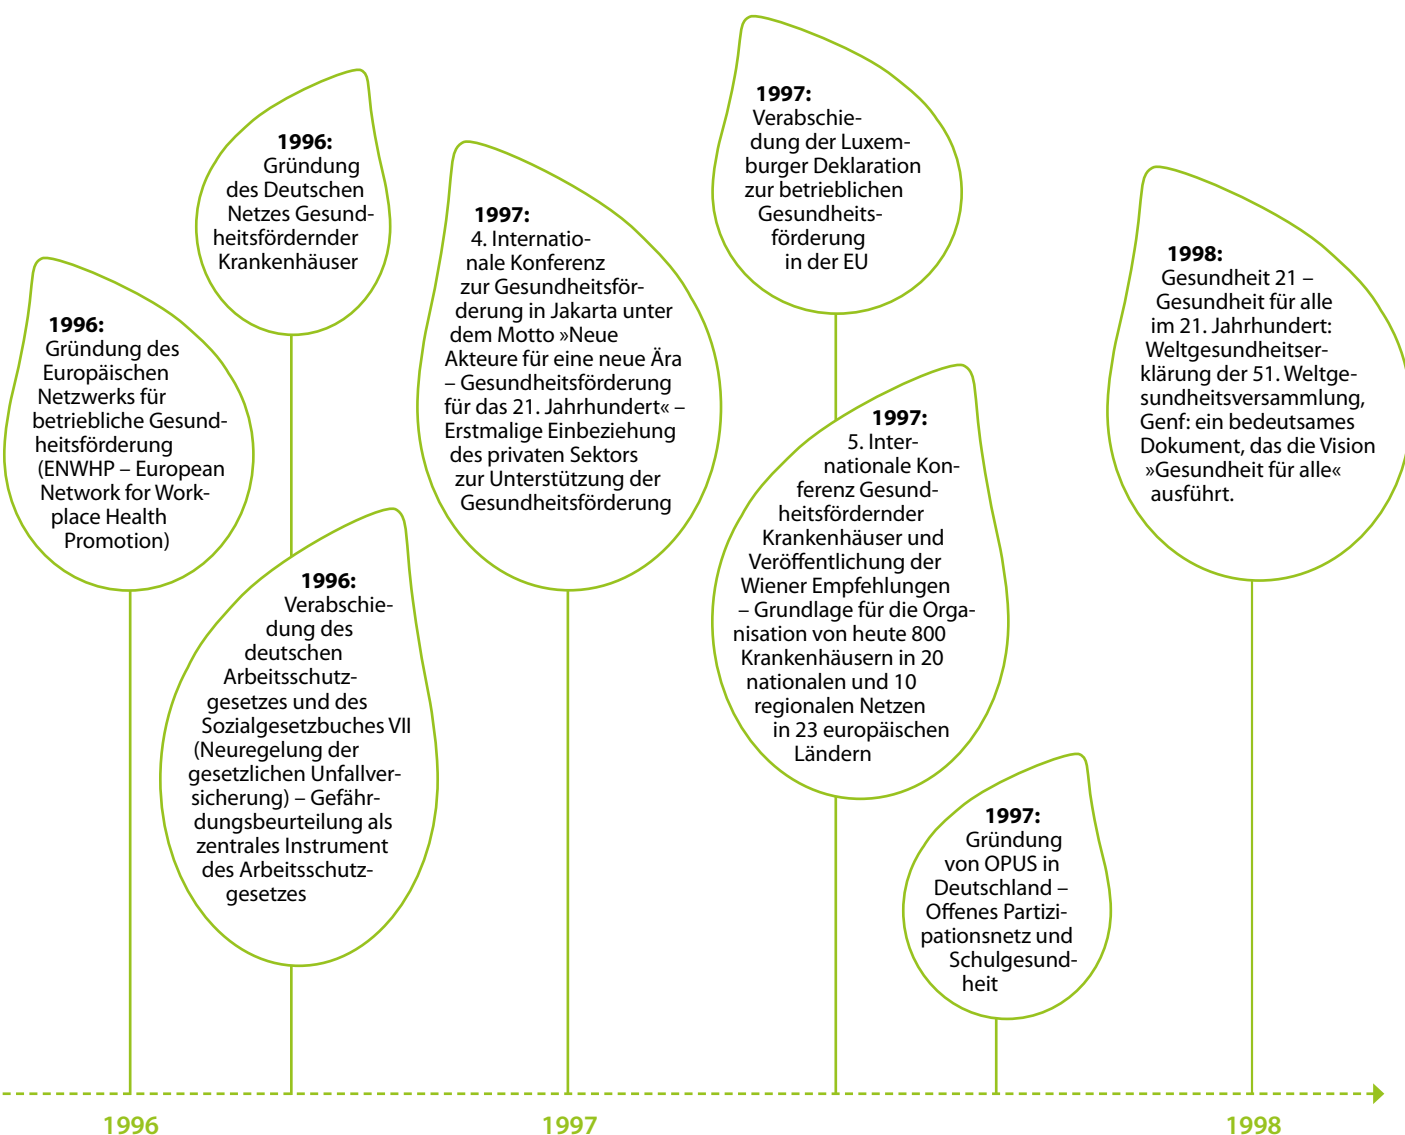 1996:
Gründung des
Europäischen
Netzwerks für
betriebliche Gesund-
heitsförderung
(ENWHP – European
Network for Work-
place Health
Promotion)
1996:
Gründung
des Deutschen
Netzes Gesund-
heitsfördernder
Krankenhäuser
1996:
Verabschie-
dung des
deutschen
Arbeitsschutz-
gesetzes und des
Sozialgesetzbuches VII
(Neuregelung der
gesetzlichen Unfallver-
sicherung) – Gefähr-
dungsbeurteilung als
zentrales Instrument
des Arbeitsschutz-
gesetzes
1997:
4. Internatio-
nale Konferenz
zur Gesundheitsför-
derung in Jakarta unter
dem Motto »Neue
Akteure für eine neue Ära
– Gesundheitsförderung
für das 21. Jahrhundert« –
Erstmalige Einbeziehung
des privaten Sektors
zur Unterstützung der
Gesundheitsförderung
1997:
Verabschie-
dung der Luxem-
burger Deklaration
zur betrieblichen
Gesundheits-
förderung
in der EU
1997:
5. Inter-
nationale Kon-
ferenz Gesund-
heitsfördernder
Krankenhäuser und
Veröffentlichung der
Wiener Empfehlungen
– Grundlage für die Orga-
nisation von heute 800
Krankenhäusern in 20
nationalen und 10
regionalen Netzen
in 23 europäischen
Ländern
1997:
Gründung
von OPUS in
Deutschland –
Offenes Partizi-
pationsnetz und
Schulgesund-
heit
1998:
Gesundheit 21 –
Gesundheit für alle
im 21. Jahrhundert:
Weltgesundheitser-
klärung der 51. Weltge-
sundheitsversammlung,
Genf: ein bedeutsames
Dokument, das die Vision
»Gesundheit für alle«
ausführt.
1996
1997
1998